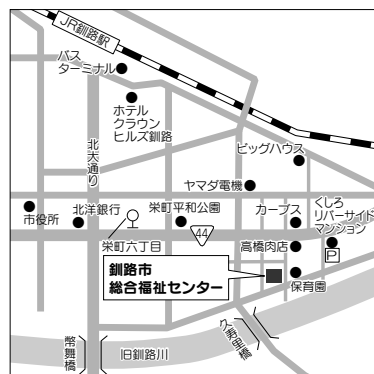 JR釧路駅
バス
ターミナル
ホテル
クラウン
ヒルズ釧路
北大通り
ビッグハウス
ヤマダ電機
市役所
北洋銀行
栄町六丁目
栄町平和公園
44
カーブス
くしろ
リバーサイド
マンション
高橋肉店
P
釧路市
総合福祉センター
保育園
幣舞橋
旧釧路川
久寿里橋